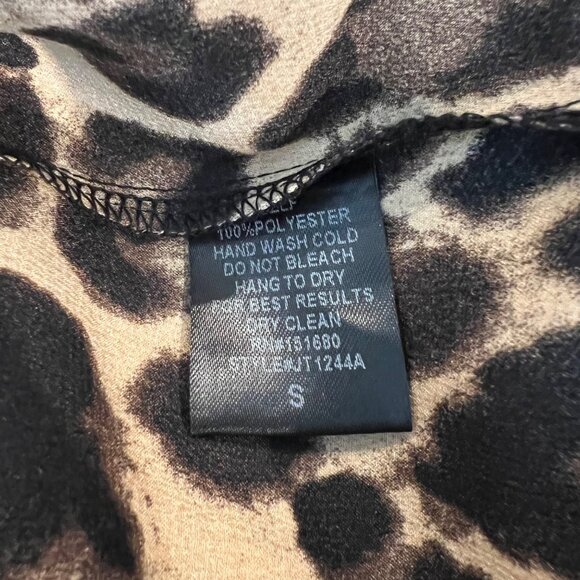 100%POLYESTER
HAND WASH COLD
DO NOT BLEACH
HANG TO DRY
FOR BEST RESULTS
DRY CLEAN
RN#151680
STYLE#JT1244A
S